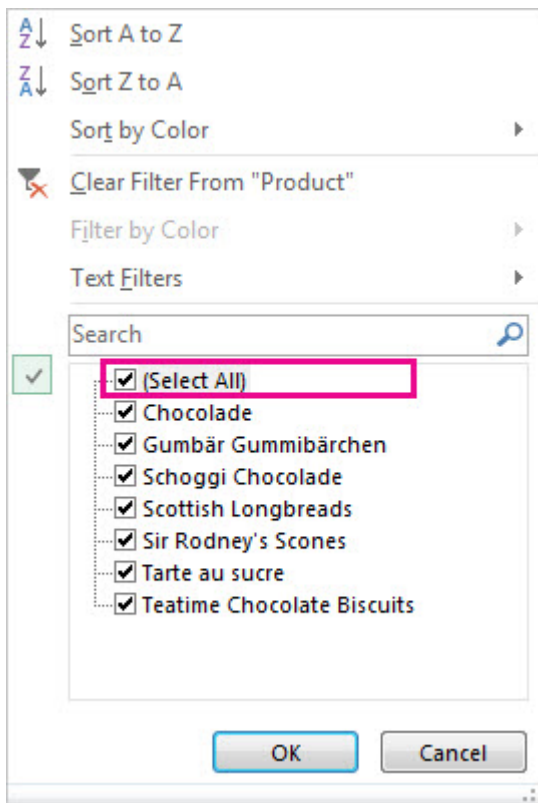 Sort A to Z
Sort Z to A
Sort by Color
Clear Filter From "Product"
Filter by Color
Text Filters
Search
(Select All)
Chocolade
Gumbär Gummibärchen
Schoggi Chocolade
Scottish Longbreads
Sir Rodney's Scones
Tarte au sucre
Teatime Chocolate Biscuits
OK Cancel